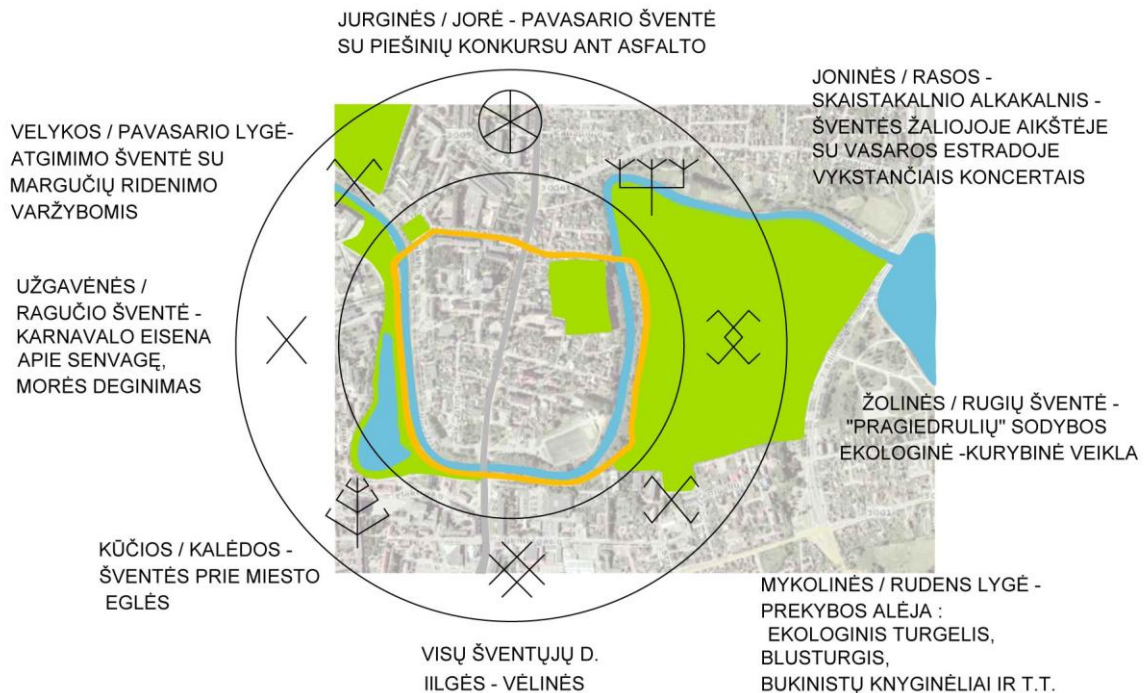 JURGINĖS / JORĖ - PAVASARIO ŠVENTĖ
SU PIEŠINIŲ KONKURSU ANT ASFALTO
JONINĖS / RASOS -
SKAISTAKALNIO ALKAKALNIS -
ŠVENTĖS ŽALIOJOJE AIKŠTĖJE
SU VASAROS ESTRADOJE
VYKSTANČIAIS KONCERTAIS
VELYKOS / PAVASARIO LYGĖ-
ATGIMIMO ŠVENTĖ SU
MARGUČIŲ RIDENIMO
VARŽYBOMIS
UŽGAVĖNĖS /
RAGUČIO ŠVENTĖ -
KARNAVALO EISENA
APIE SENVAGĘ,
MORĖS DEGINIMAS
ŽOLINĖS / RUGIŲ ŠVENTĖ -
"PRAGIEDRULIŲ" SODYBOS
EKOLOGINĖ -KURYBINĖ VEIKLA
KŪČIOS / KALĖDOS -
ŠVENTĖS PRIE MIESTO
EGLĖS
MYKOLINĖS / RUDENS LYGĖ -
PREKYBOS ALĖJA :
EKOLOGINIS TURGELIS,
BLUSTURGIS,
BUKINISTŲ KNYGINĖLIAI IR T.T.
VISŲ ŠVENTŲJŲ D.
IILGĖS - VĖLINĖS